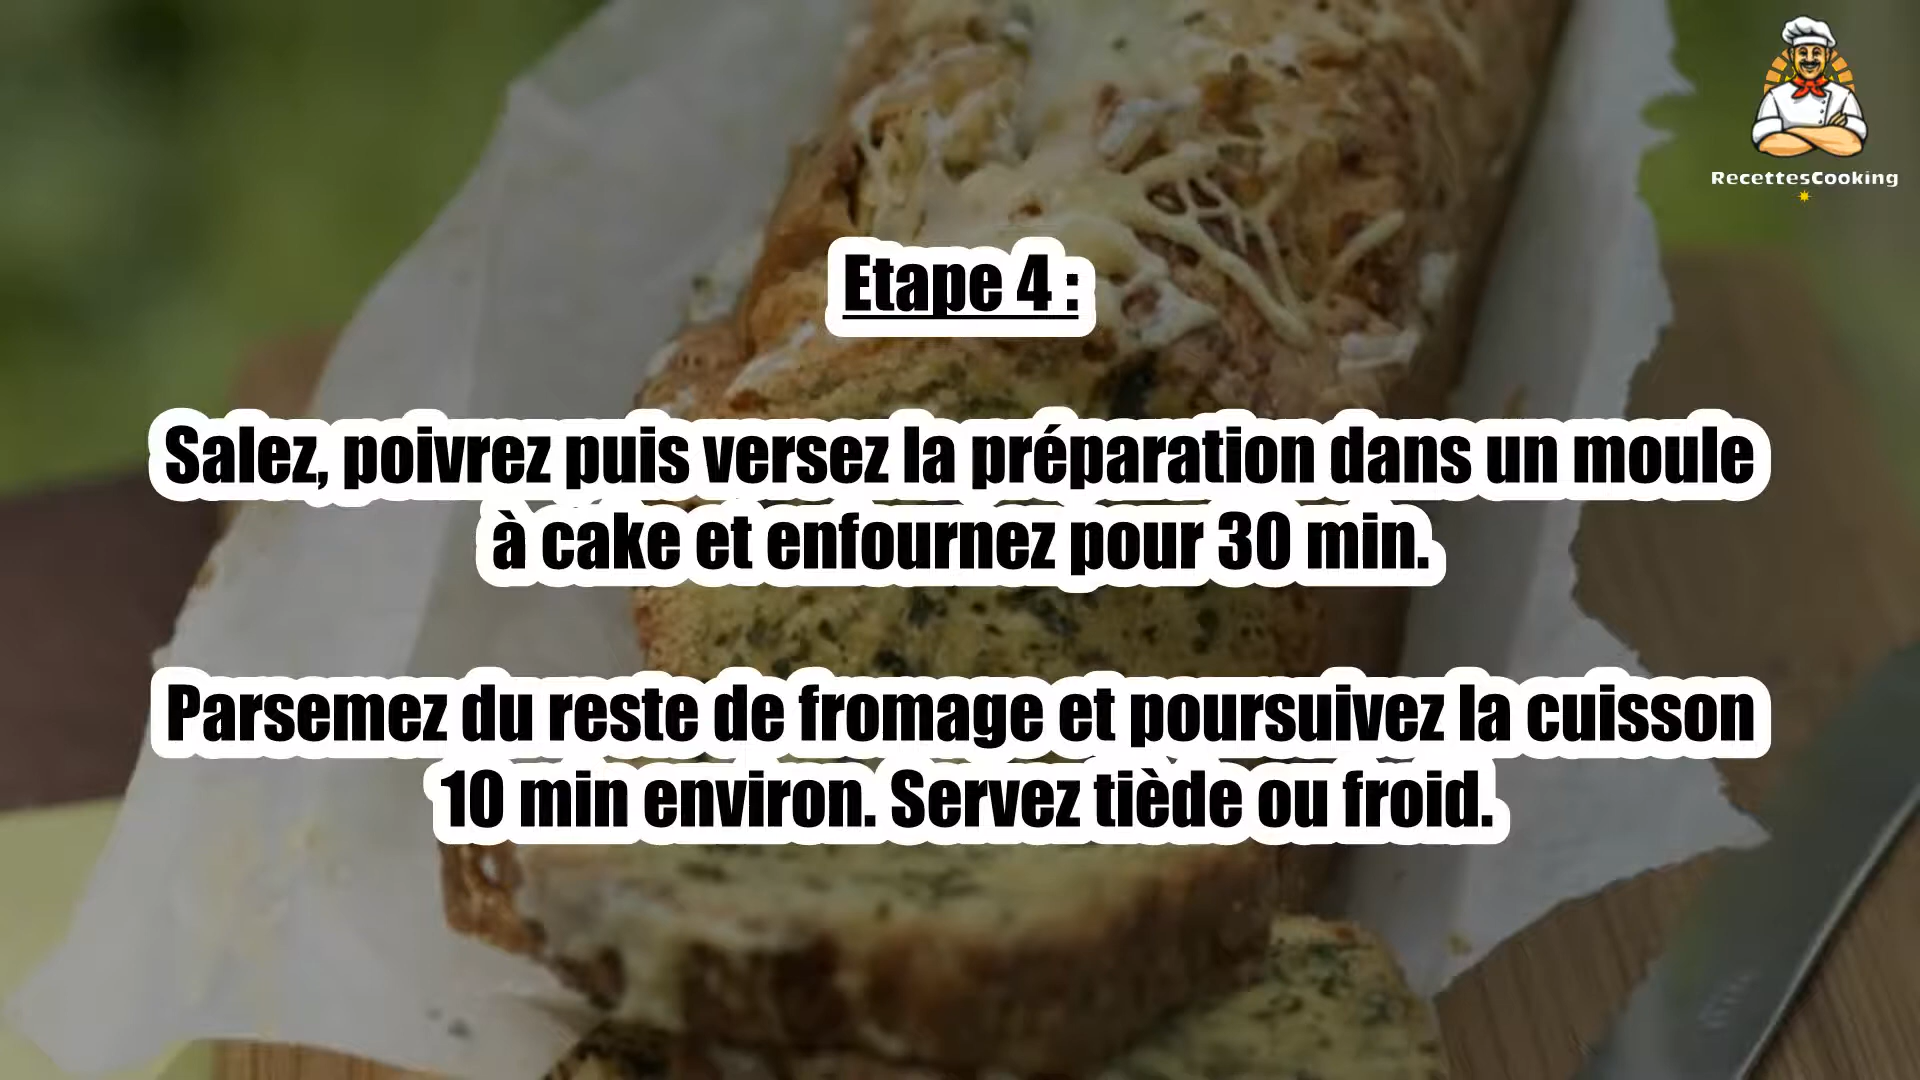 RecettesCooking
Etape 4 :
Salez, poivrez puis versez la préparation dans un moule
à cake et enfournez pour 30 min.
Parsemez du reste de fromage et poursuivez la cuisson
10 min environ. Servez tiède ou froid.